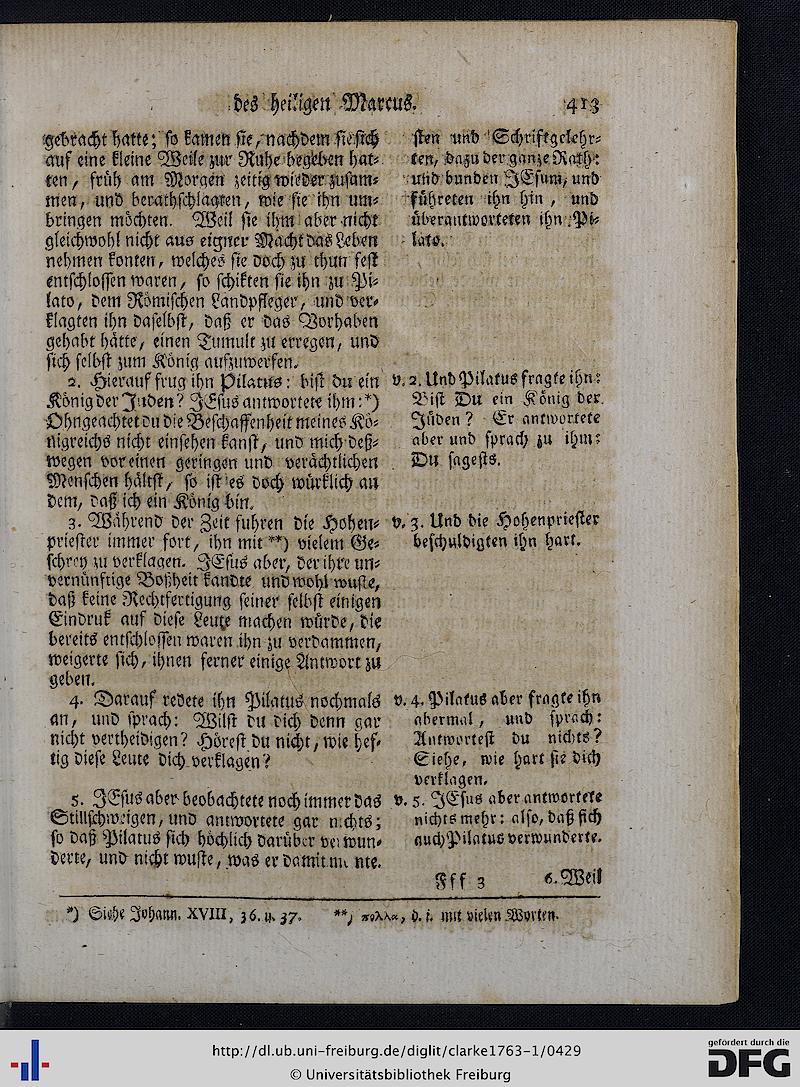 des heiligen Marcus. 413
gebracht hatte; so kamen sie, nachdem sie sich
auf eine kleine Weile zur Ruhe begeben hat=
ten, früh am Morgen zeitig wieder zusam=
men, und berathschlagten, wie sie ihn um=
bringen möchten. Weil sie ihm aber nicht
gleichwohl nicht aus eigner Macht das Leben
nehmen konten, welches sie doch zu thun fest
entschlossen waren, so schikten sie ihn zu Pi=
lato, dem Römischen Landpfleger, und ver=
klagten ihn daselbst, daß er das Vorhaben
gehabt hätte, einen Tumult zu erregen, und
sich selbst zum König aufzuwerfen.
2. Hierauf frug ihn Pilatus: bist du ein
König der Juden? JEsus antwortete ihm:*)
Ohngeachtet du die Beschaffenheit meines Kö=
nigreichs nicht einsehen kanst, und mich deß=
wegen vor einen geringen und verächtlichen
Menschen hältst, so ist es doch würklich an
dem, daß ich ein König bin.
3. Während der Zeit fuhren die Hohen=
priester immer fort, ihn mit **) vielem Ge=
schrey zu verklagen. JEsus aber, der ihre un=
vernünftige Boßheit kandte und wohl wuste,
daß keine Rechtfertigung seiner selbst einigen
Eindruk auf diese Leute machen würde, die
bereits entschlossen waren ihn zu verdammen,
weigerte sich, ihnen ferner einige Antwort zu
geben.
4. Darauf redete ihn Pilatus nochmals
an, und sprach: Wilst du dich denn gar
nicht vertheidigen? Hörest du nicht, wie hef=
tig diese Leute dich verklagen?
5. JEsus aber beobachtete noch immer das
Stillschweigen, und antwortete gar nichts;
so daß Pilatus sich höchlich darüber verwun=
derte, und nicht wuste, was er damit
sten und Schriftgelehr=
ten, dazu der ganze Rath:
und bunden JEsum, und
führeten ihn hin, und
überantworteten ihn Pi=
lato.
v. 2. Und Pilatus fragte ihn:
Bist Du ein König der
Jüden? Er antwortete
aber und sprach zu ihm:
Du sagests.
v. 3. Und die Hohenpriester
beschuldigten ihn hart.
v. 4. Pilatus aber fragte ihn
abermal, und sprach:
Antwortest du nichts?
Siehe, wie hart sie dich
verklagen.
v. 5. JEsus aber antwortete
nichts mehr: also, daß sich
auch Pilatus verwunderte.
Fff 3 6. Weil
*) Siehe Johann. XVIII, 36. u. 37. **) πολλα, d. i. mit vielen Worten.
http://dl.ub.uni-freiburg.de/diglit/clarke1763-1/0429
© Universitätsbibliothek Freiburg
gefördert durch die
DFG